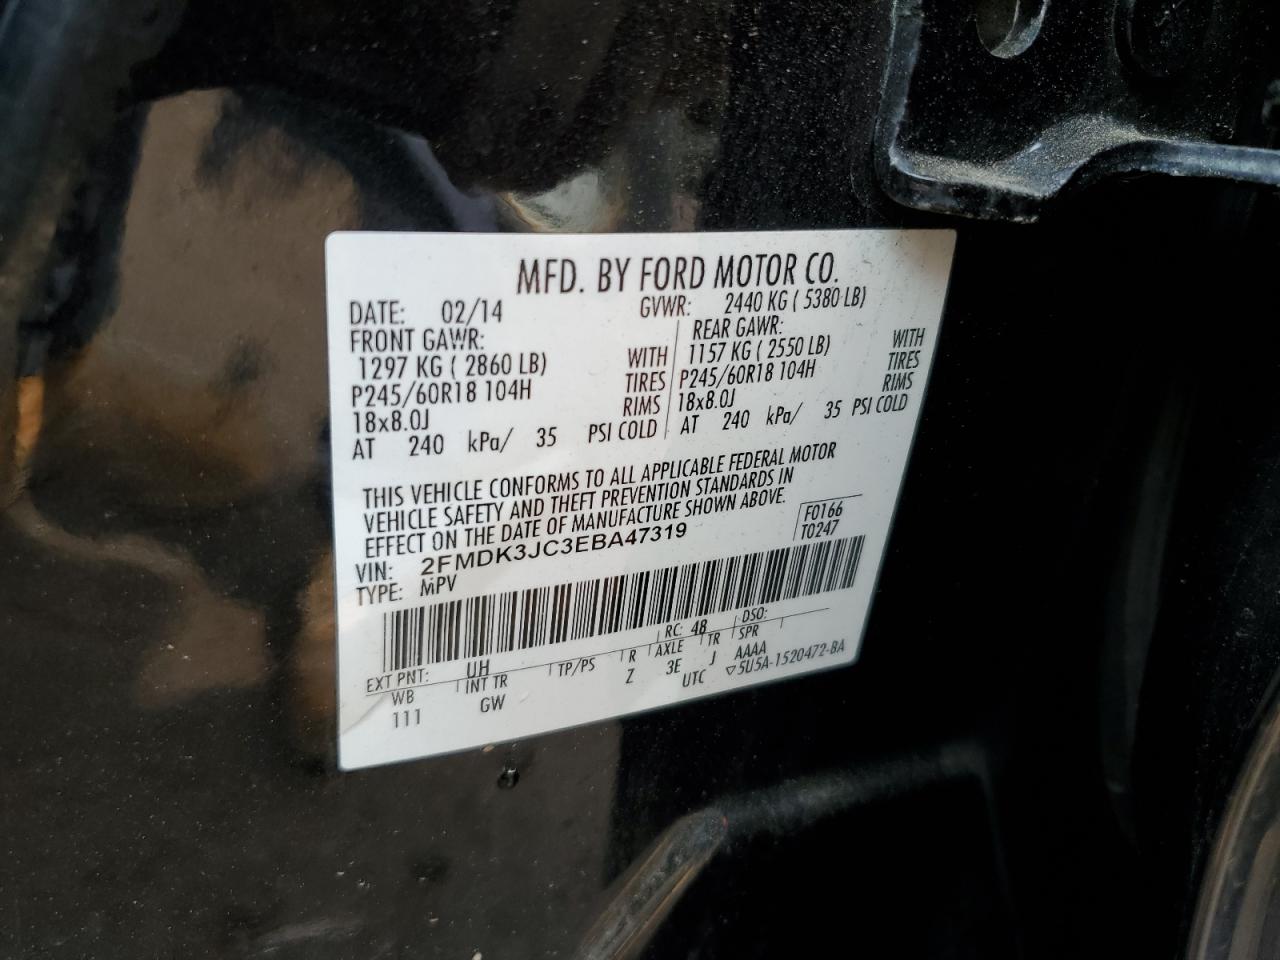 MFD. BY FORD MOTOR CO.
DATE: 02/14 GVWR: 2440 KG ( 5380 LB)
FRONT GAWR: REAR GAWR:
1297 KG ( 2860 LB) WITH 1157 KG ( 2550 LB) WITH
P245/60R18 104H TIRES P245/60R18 104H TIRES
18x8.0J RIMS 18x8.0J RIMS
AT 240 kPa/ 35 PSI COLD AT 240 kPa/ 35 PSI COLD
THIS VEHICLE CONFORMS TO ALL APPLICABLE FEDERAL MOTOR
VEHICLE SAFETY AND THEFT PREVENTION STANDARDS IN
EFFECT ON THE DATE OF MANUFACTURE SHOWN ABOVE.
F0166
T0247
VIN: 2FMDK3JC3EBA47319
TYPE: MPV
EXT PNT: UH RC: 48 DSO:
WB INT TR TP/PS R AXLE TR SPR
111 GW Z 3E J AAAA
UTC ▽5U5A-1520472-BA